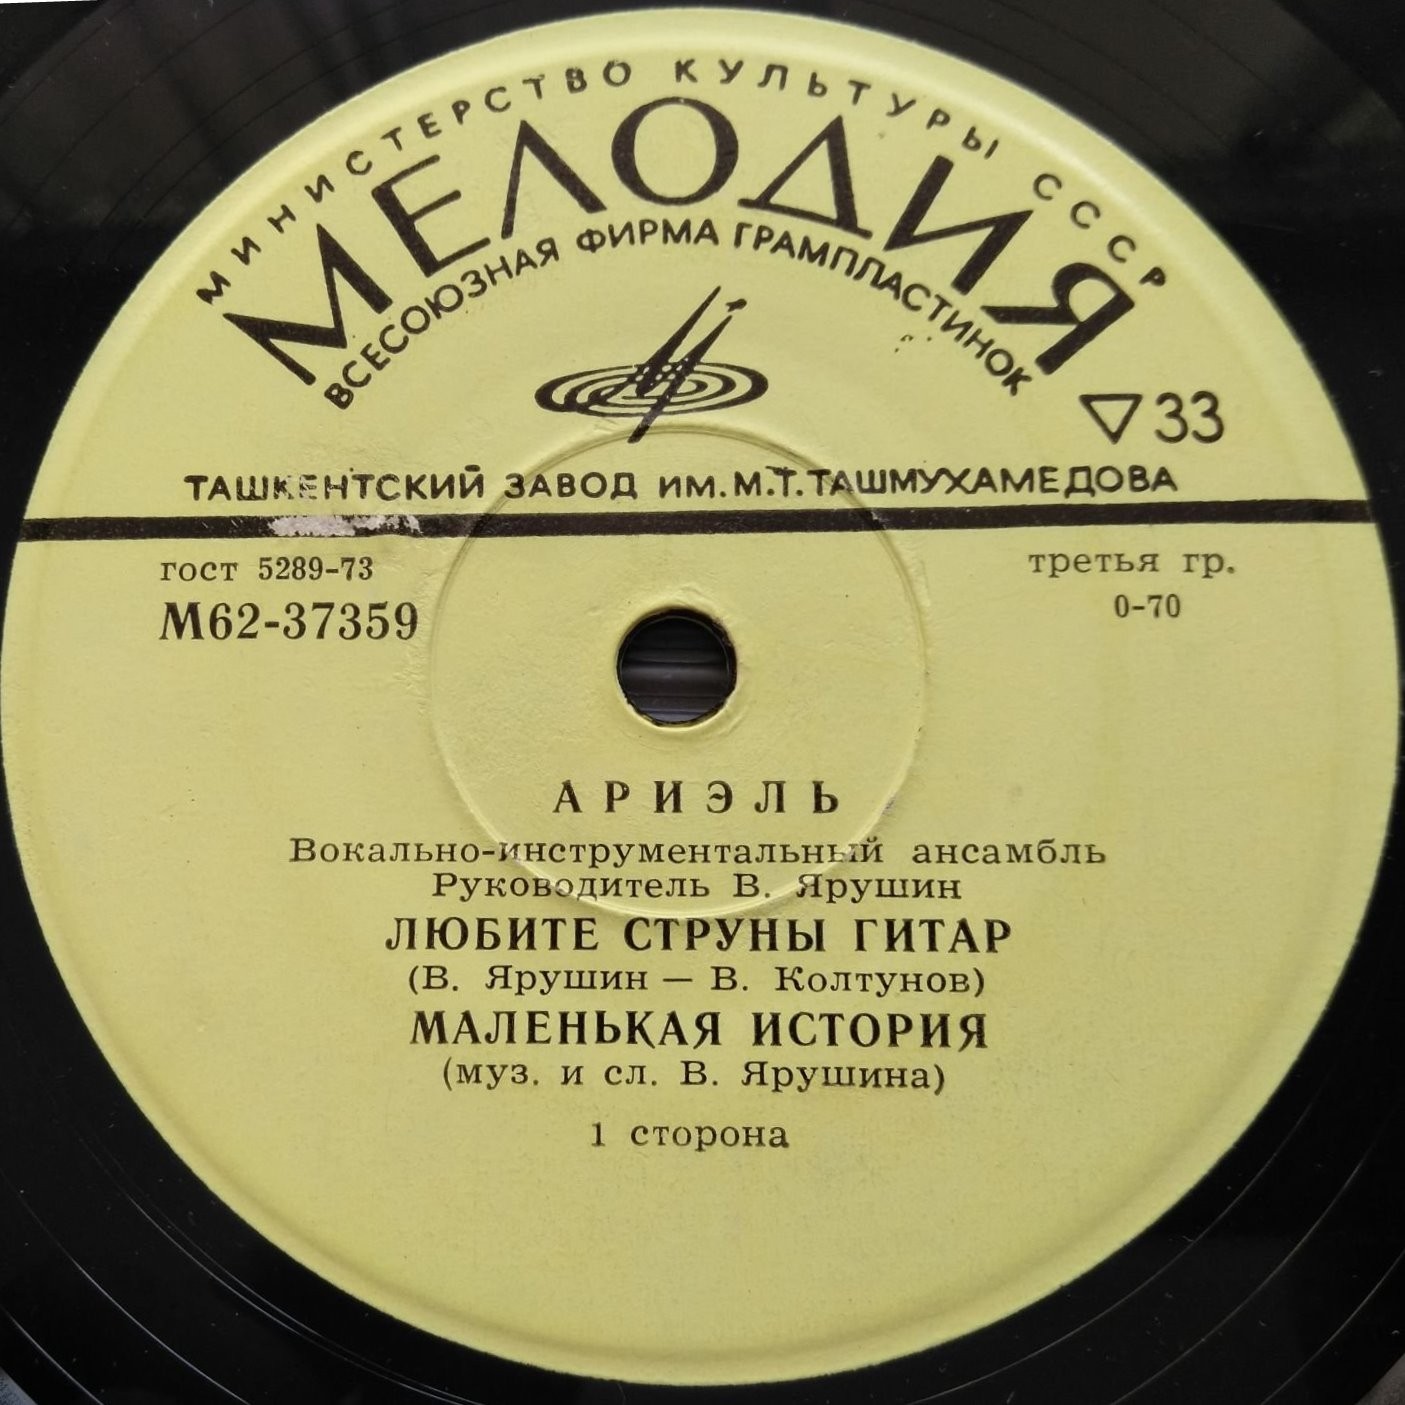 МИНИСТЕРСТВО КУЛЬТУРЫ СССР
МЕЛОДИЯ
ВСЕСОЮЗНАЯ ФИРМА ГРАМПЛАСТИНОК
▽33
ТАШКЕНТСКИЙ ЗАВОД ИМ. М.Т. ТАШМУХАМЕДОВА
гост 5289-73
третья гр.
М62-37359
0-70
АРИЭЛЬ
Вокально-инструментальный ансамбль
Руководитель В. Ярушин
ЛЮБИТЕ СТРУНЫ ГИТАР
(В. Ярушин — В. Колтунов)
МАЛЕНЬКАЯ ИСТОРИЯ
(муз. и сл. В. Ярушина)
1 сторона